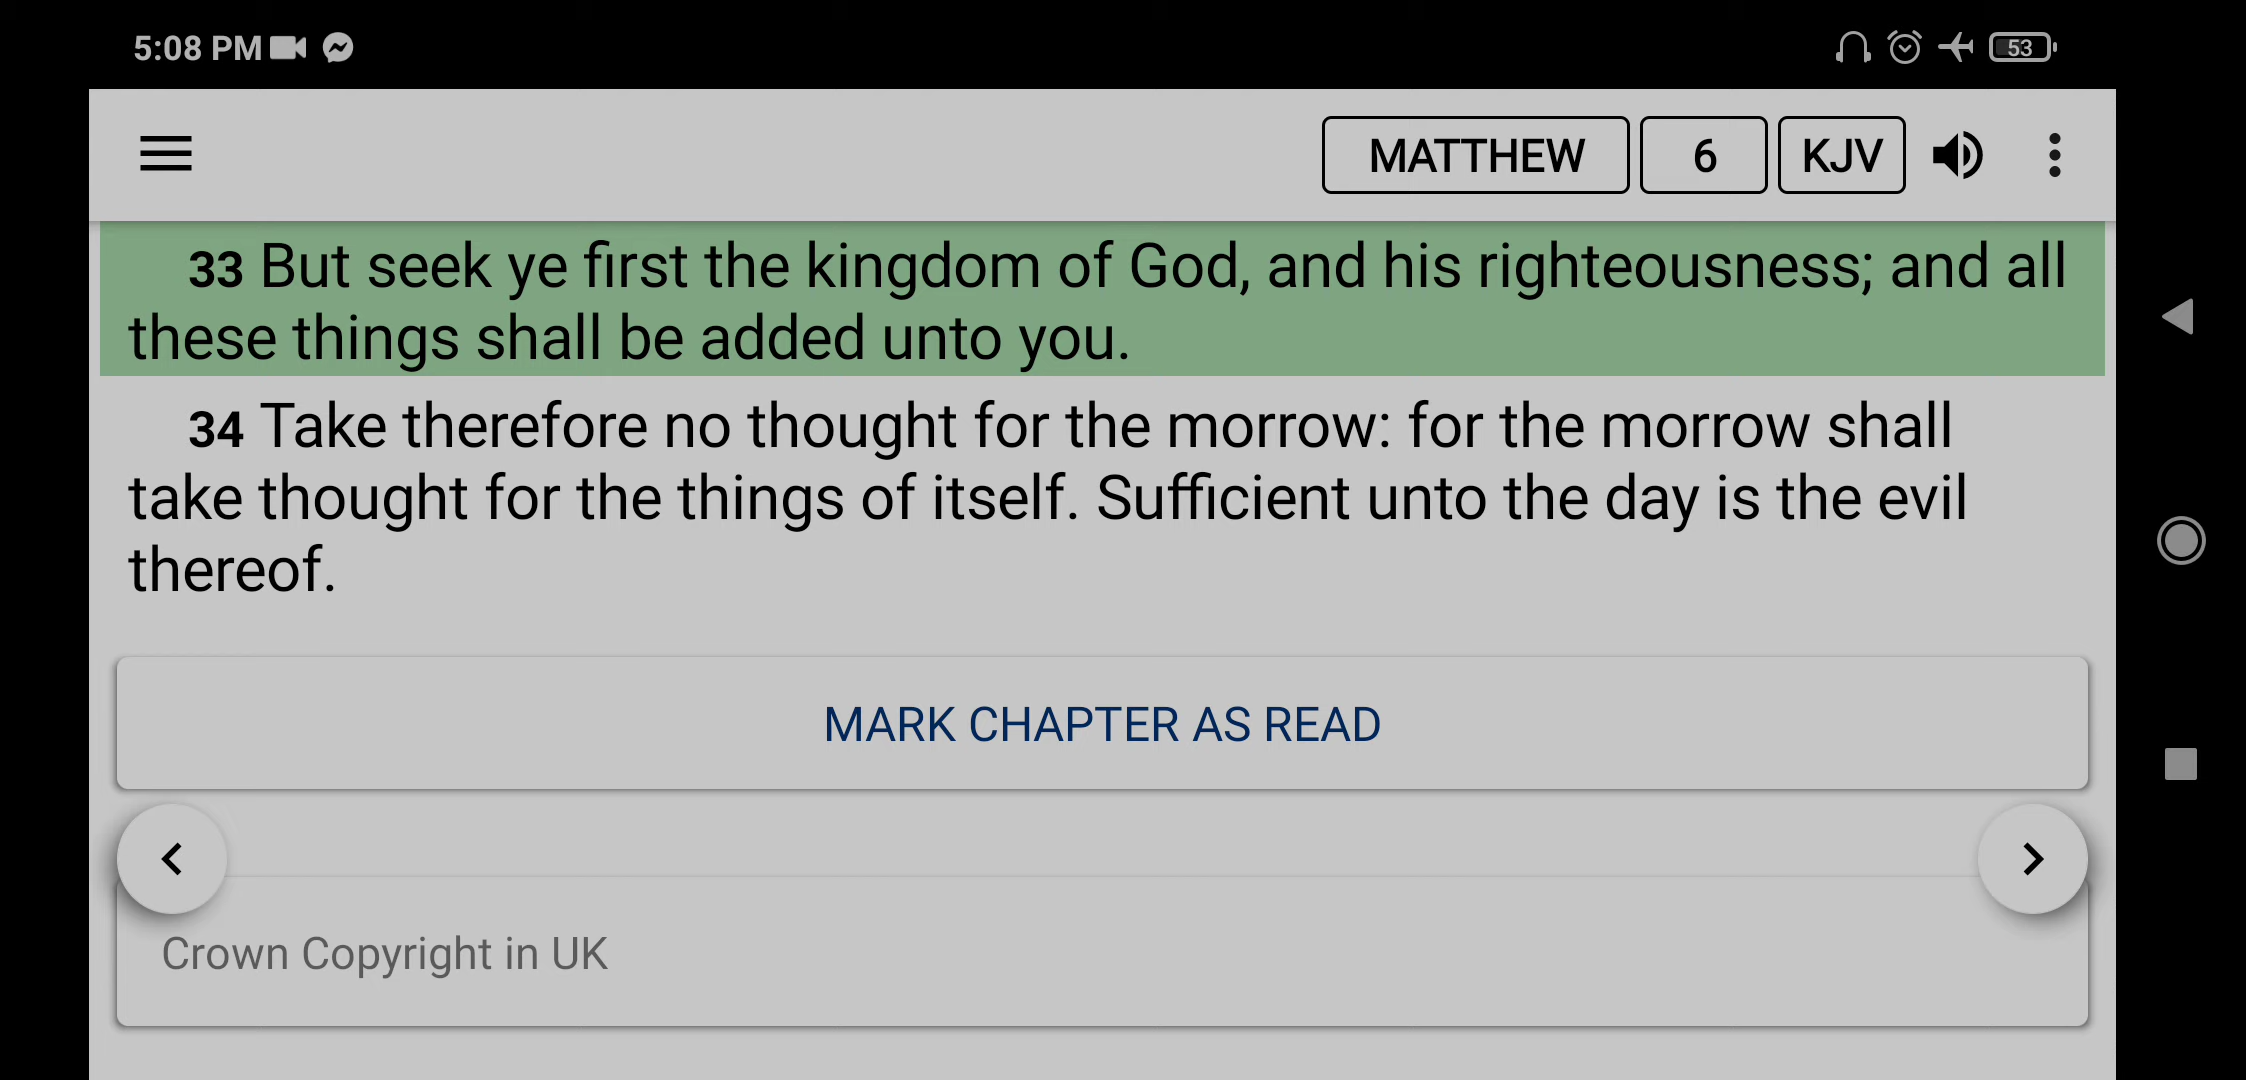 5:08 PM
53
MATTHEW 6 KJV
33 But seek ye first the kingdom of God, and his righteousness; and all
these things shall be added unto you.
34 Take therefore no thought for the morrow: for the morrow shall
take thought for the things of itself. Sufficient unto the day is the evil
thereof.
MARK CHAPTER AS READ
Crown Copyright in UK